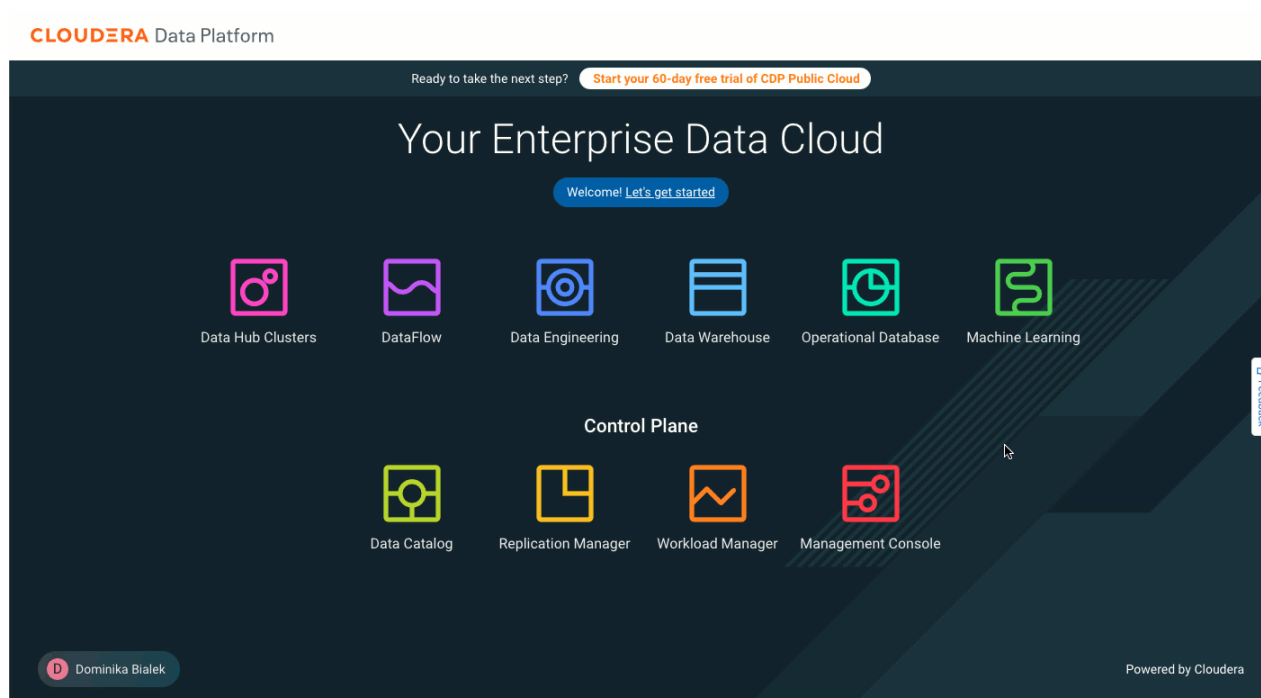 CLOUDERA Data Platform
Ready to take the next step? Start your 60-day free trial of CDP Public Cloud
Your Enterprise Data Cloud
Welcome! Let's get started
Data Hub Clusters DataFlow Data Engineering Data Warehouse Operational Database Machine Learning
Control Plane
Data Catalog Replication Manager Workload Manager Management Console
D Dominika Bialek
Powered by Cloudera